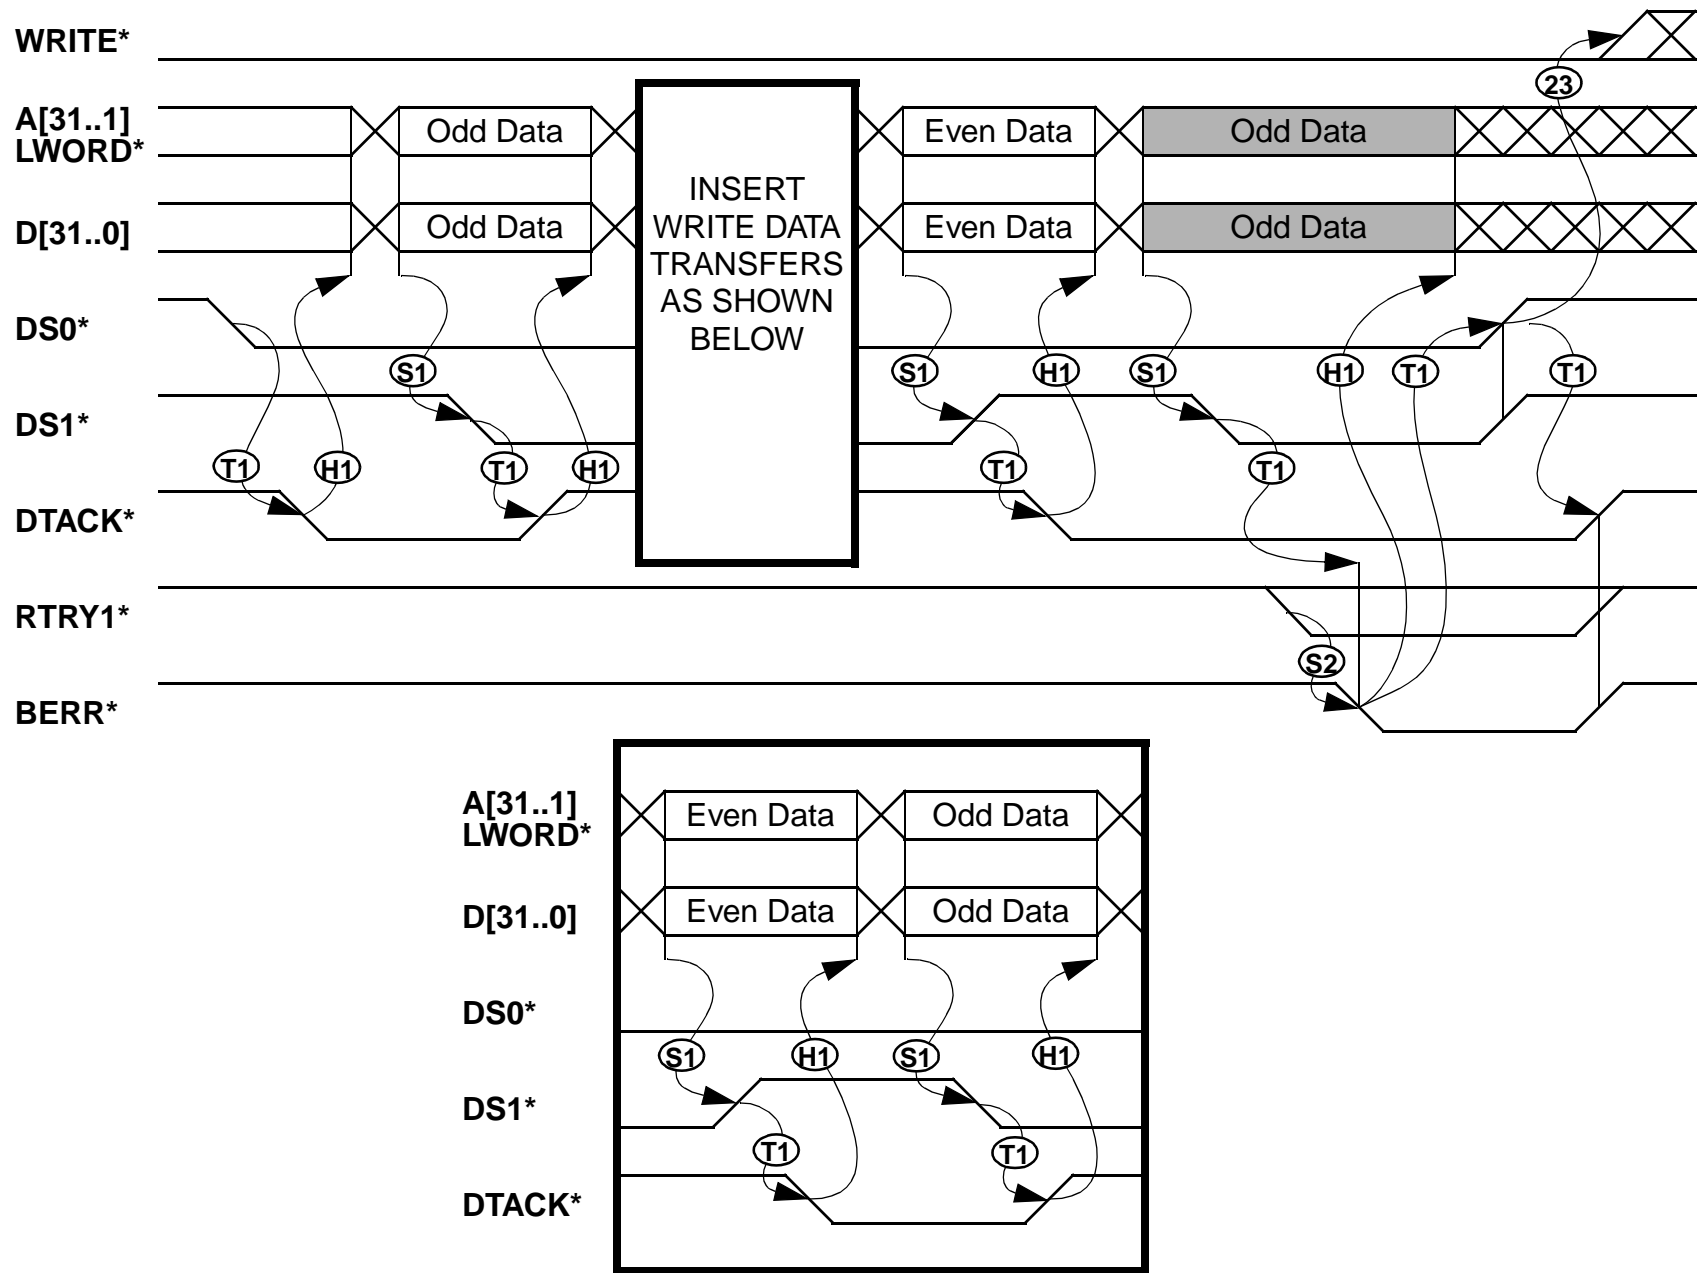 WRITE*
23
A[31..1]
LWORD*
Odd Data
Even Data
Odd Data
D[31..0]
Odd Data
Even Data
Odd Data
INSERT
WRITE DATA
TRANSFERS
AS SHOWN
BELOW
DS0*
S1
S1
H1
S1
H1
T1
T1
DS1*
T1
H1
T1
H1
T1
T1
DTACK*
RTRY1*
S2
BERR*
A[31..1]
LWORD*
Even Data
Odd Data
D[31..0]
Even Data
Odd Data
DS0*
S1
H1
S1
H1
DS1*
T1
T1
DTACK*